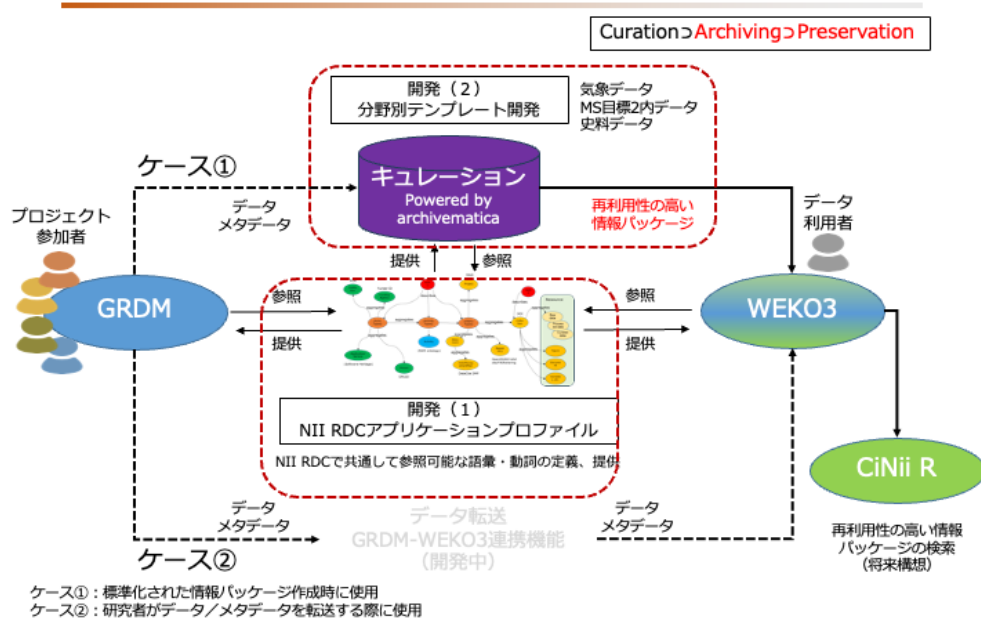 Curation⊃Archiving⊃Preservation
開発（２）
分野別テンプレート開発
気象データ
MS目標2内データ
史料データ
ケース①
キュレーション
Powered by
archivematica
データ
メタデータ
再利用性の高い
情報パッケージ
データ
利用者
プロジェクト
参加者
提供
参照
GRDM
参照
提供
参照
提供
WEKO3
開発（１）
NII RDCアプリケーションプロファイル
NII RDCで共通して参照可能な語彙・動詞の定義、提供
CiNii R
データ
メタデータ
データ転送
GRDM-WEKO3連携機能
（開発中）
データ
メタデータ
ケース②
再利用性の高い情報
パッケージの検索
（将来構想）
ケース①：標準化された情報パッケージ作成時に使用
ケース②：研究者がデータ／メタデータを転送する際に使用